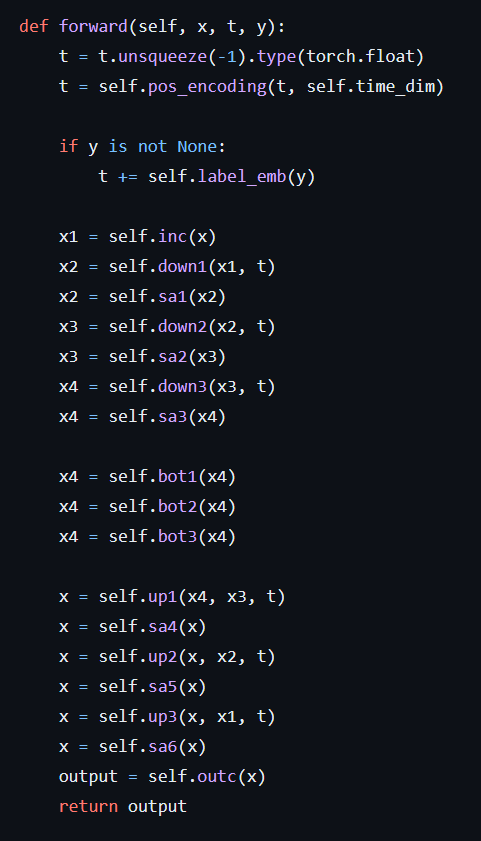 def forward(self, x, t, y):
    t = t.unsqueeze(-1).type(torch.float)
    t = self.pos_encoding(t, self.time_dim)

    if y is not None:
        t += self.label_emb(y)

    x1 = self.inc(x)
    x2 = self.down1(x1, t)
    x2 = self.sa1(x2)
    x3 = self.down2(x2, t)
    x3 = self.sa2(x3)
    x4 = self.down3(x3, t)
    x4 = self.sa3(x4)

    x4 = self.bot1(x4)
    x4 = self.bot2(x4)
    x4 = self.bot3(x4)

    x = self.up1(x4, x3, t)
    x = self.sa4(x)
    x = self.up2(x, x2, t)
    x = self.sa5(x)
    x = self.up3(x, x1, t)
    x = self.sa6(x)
    output = self.outc(x)
    return output